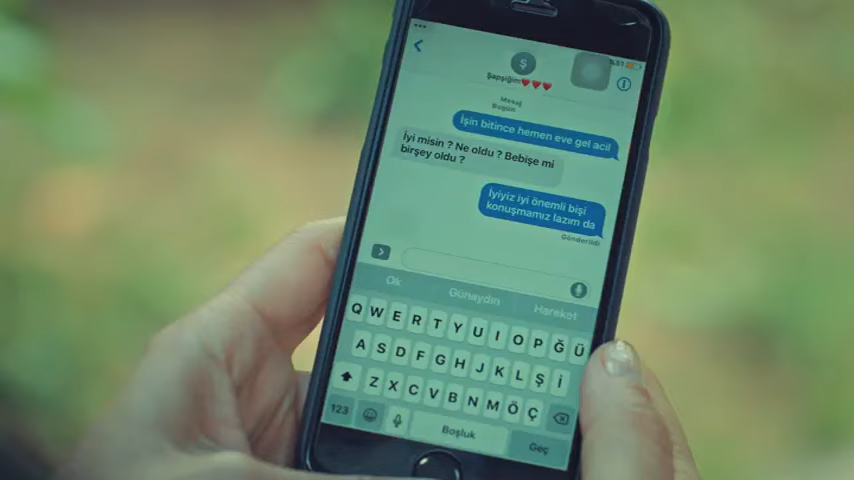 %51
Ş
Şapşiğim❤❤❤
Mesaj
Bugün
İşin bitince hemen eve gel acil
İyi misin ? Ne oldu ? Bebişe mi
birşey oldu ?
İyiyiz iyi önemli bişi
konuşmamız lazım da
Gönderildi
Ok Günaydın Hareket
Q W E R T Y U I O P Ğ Ü
A S D F G H J K L Ş İ
Z X C V B N M Ö Ç
123 Boşluk Geç